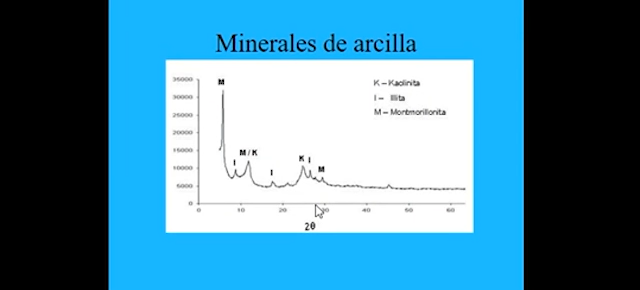 Minerales de arcilla
35000
30000
25000
20000
15000
10000
5000
0
0 10 20 30 40 50 60
2θ
M
I
M / K
I
K
I
M
K – Kaolinita
I – Illita
M – Montmorillonita